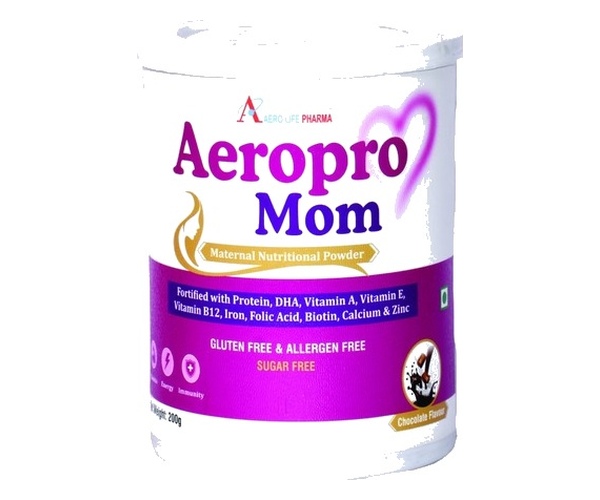 AERO LIFE PHARMA
Aeropro
Mom
Maternal Nutritional Powder
Fortified with Protein, DHA, Vitamin A, Vitamin E,
Vitamin B12, Iron, Folic Acid, Biotin, Calcium & Zinc
GLUTEN FREE & ALLERGEN FREE
SUGAR FREE
Energy
Immunity
Weight: 200g
Chocolate Flavour